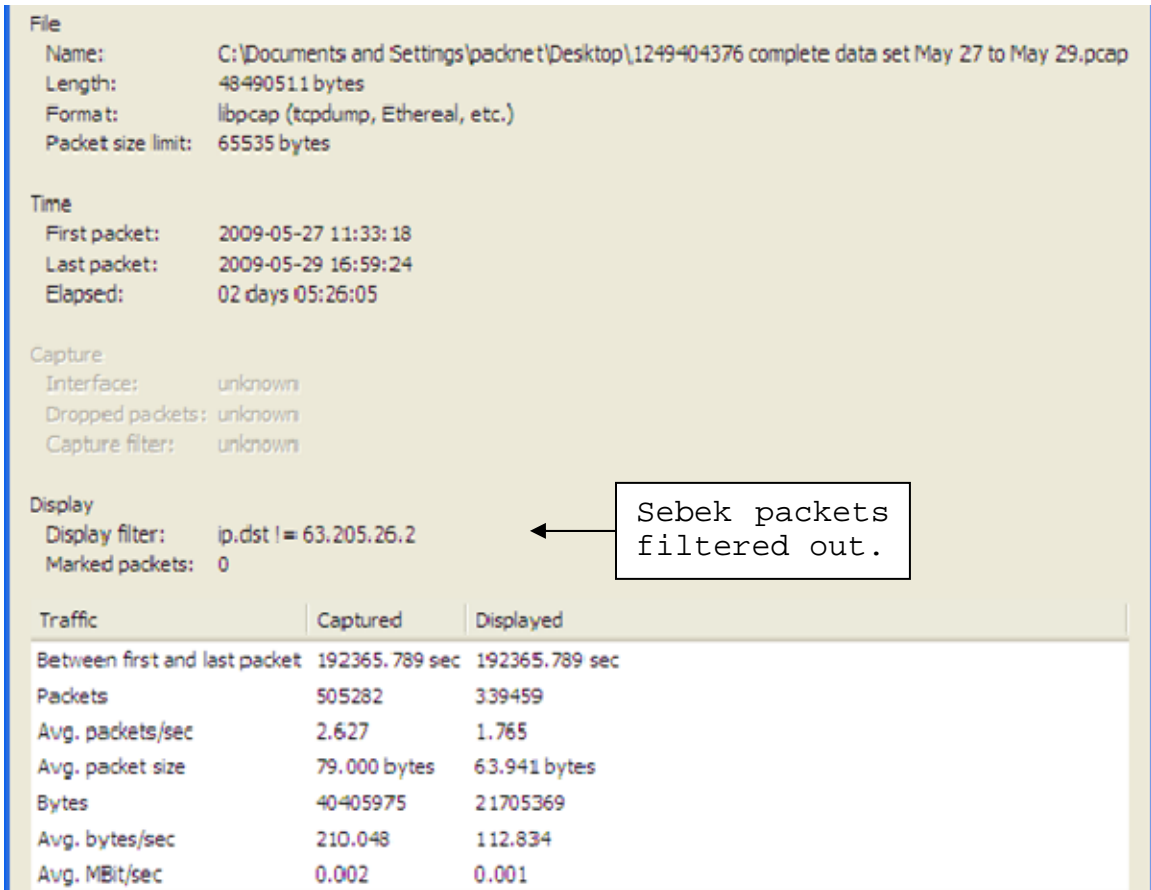 File
Name: C:\Documents and Settings\packnet\Desktop\1249404376 complete data set May 27 to May 29.pcap
Length: 48490511 bytes
Format: libpcap (tcpdump, Ethereal, etc.)
Packet size limit: 65535 bytes
Time
First packet: 2009-05-27 11:33:18
Last packet: 2009-05-29 16:59:24
Elapsed: 02 days 05:26:05
Capture
Interface: unknown
Dropped packets: unknown
Capture filter: unknown
Display
Display filter: ip.dst != 63.205.26.2
Marked packets: 0
Sebek packets
filtered out.
Traffic Captured Displayed
Between first and last packet 192365.789 sec 192365.789 sec
Packets 505282 339459
Avg. packets/sec 2.627 1.765
Avg. packet size 79.000 bytes 63.941 bytes
Bytes 40405975 21705369
Avg. bytes/sec 210.048 112.834
Avg. MBit/sec 0.002 0.001